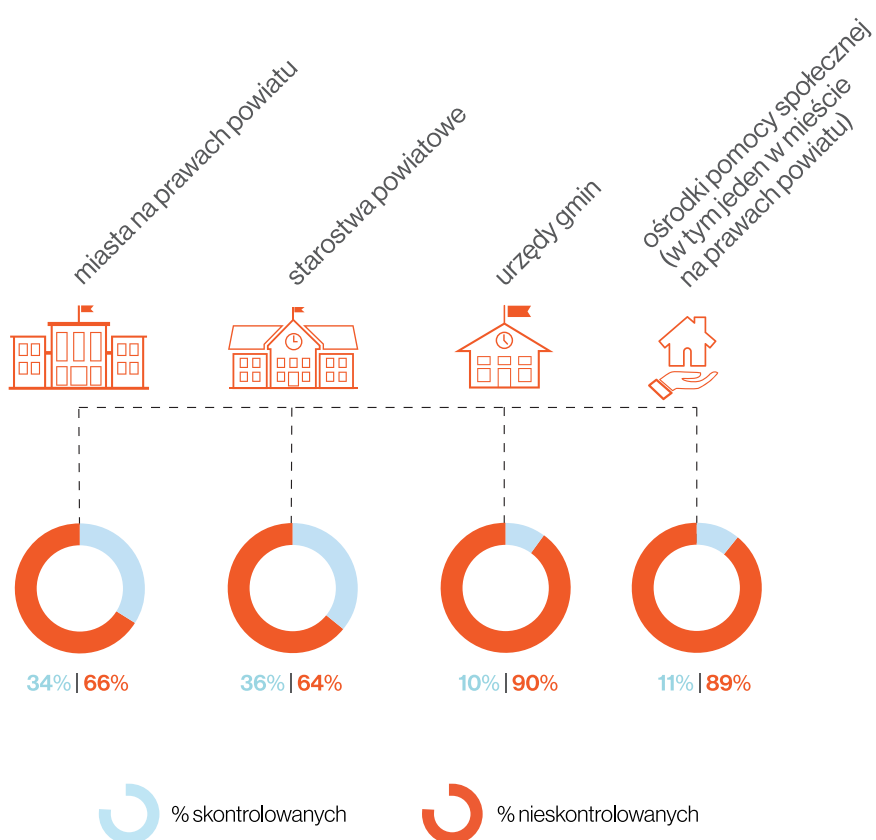 miasta na prawach powiatu
starostwa powiatowe
urzędy gmin
ośrodki pomocy społecznej
(w tym jeden w mieście
na prawach powiatu)
34% | 66%
36% | 64%
10% | 90%
11% | 89%
% skontrolowanych
% nieskontrolowanych